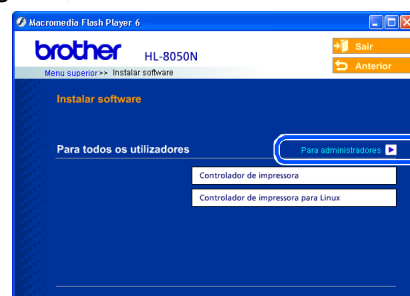 Macromedia Flash Player 6
brother HL-8050N
Sair
Anterior
Menu superior>> Instalar software
Instalar software
Para todos os utilizadores
Para administradores
Controlador de impressora
Controlador de impressora para Linux